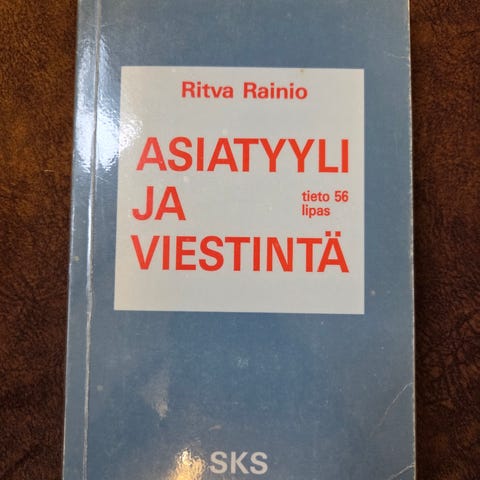 Ritva Rainio
ASIATYYLI
JA
tieto 56
lipas
VIESTINTÄ
SKS